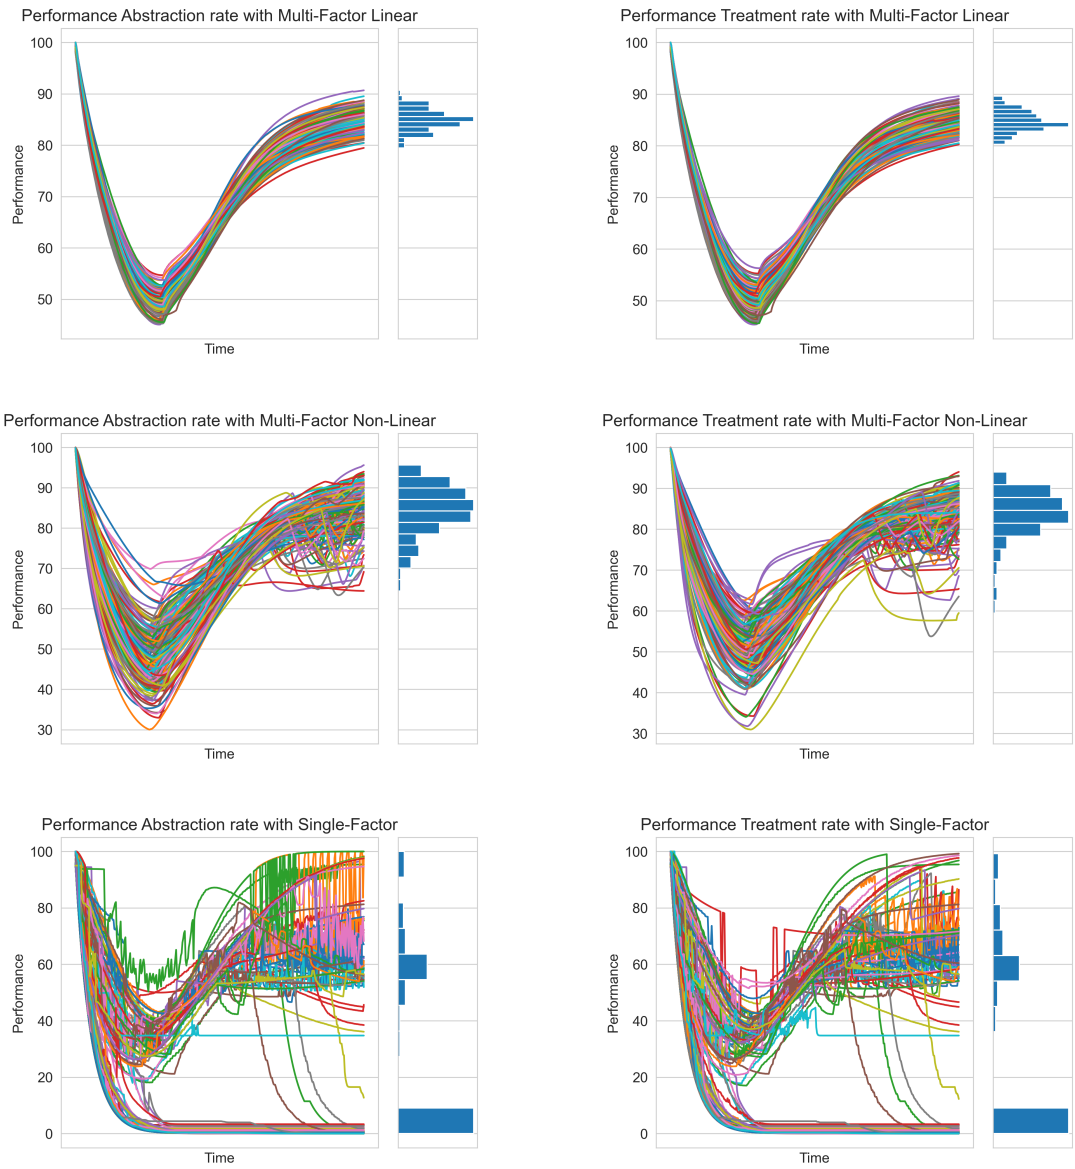 Performance Abstraction rate with Multi-Factor Linear
100
90
80
70
60
50
Performance
Time
Performance Treatment rate with Multi-Factor Linear
100
90
80
70
60
50
Performance
Time
Performance Abstraction rate with Multi-Factor Non-Linear
100
90
80
70
60
50
40
30
Performance
Time
Performance Treatment rate with Multi-Factor Non-Linear
100
90
80
70
60
50
40
30
Performance
Time
Performance Abstraction rate with Single-Factor
100
80
60
40
20
0
Performance
Time
Performance Treatment rate with Single-Factor
100
80
60
40
20
0
Performance
Time